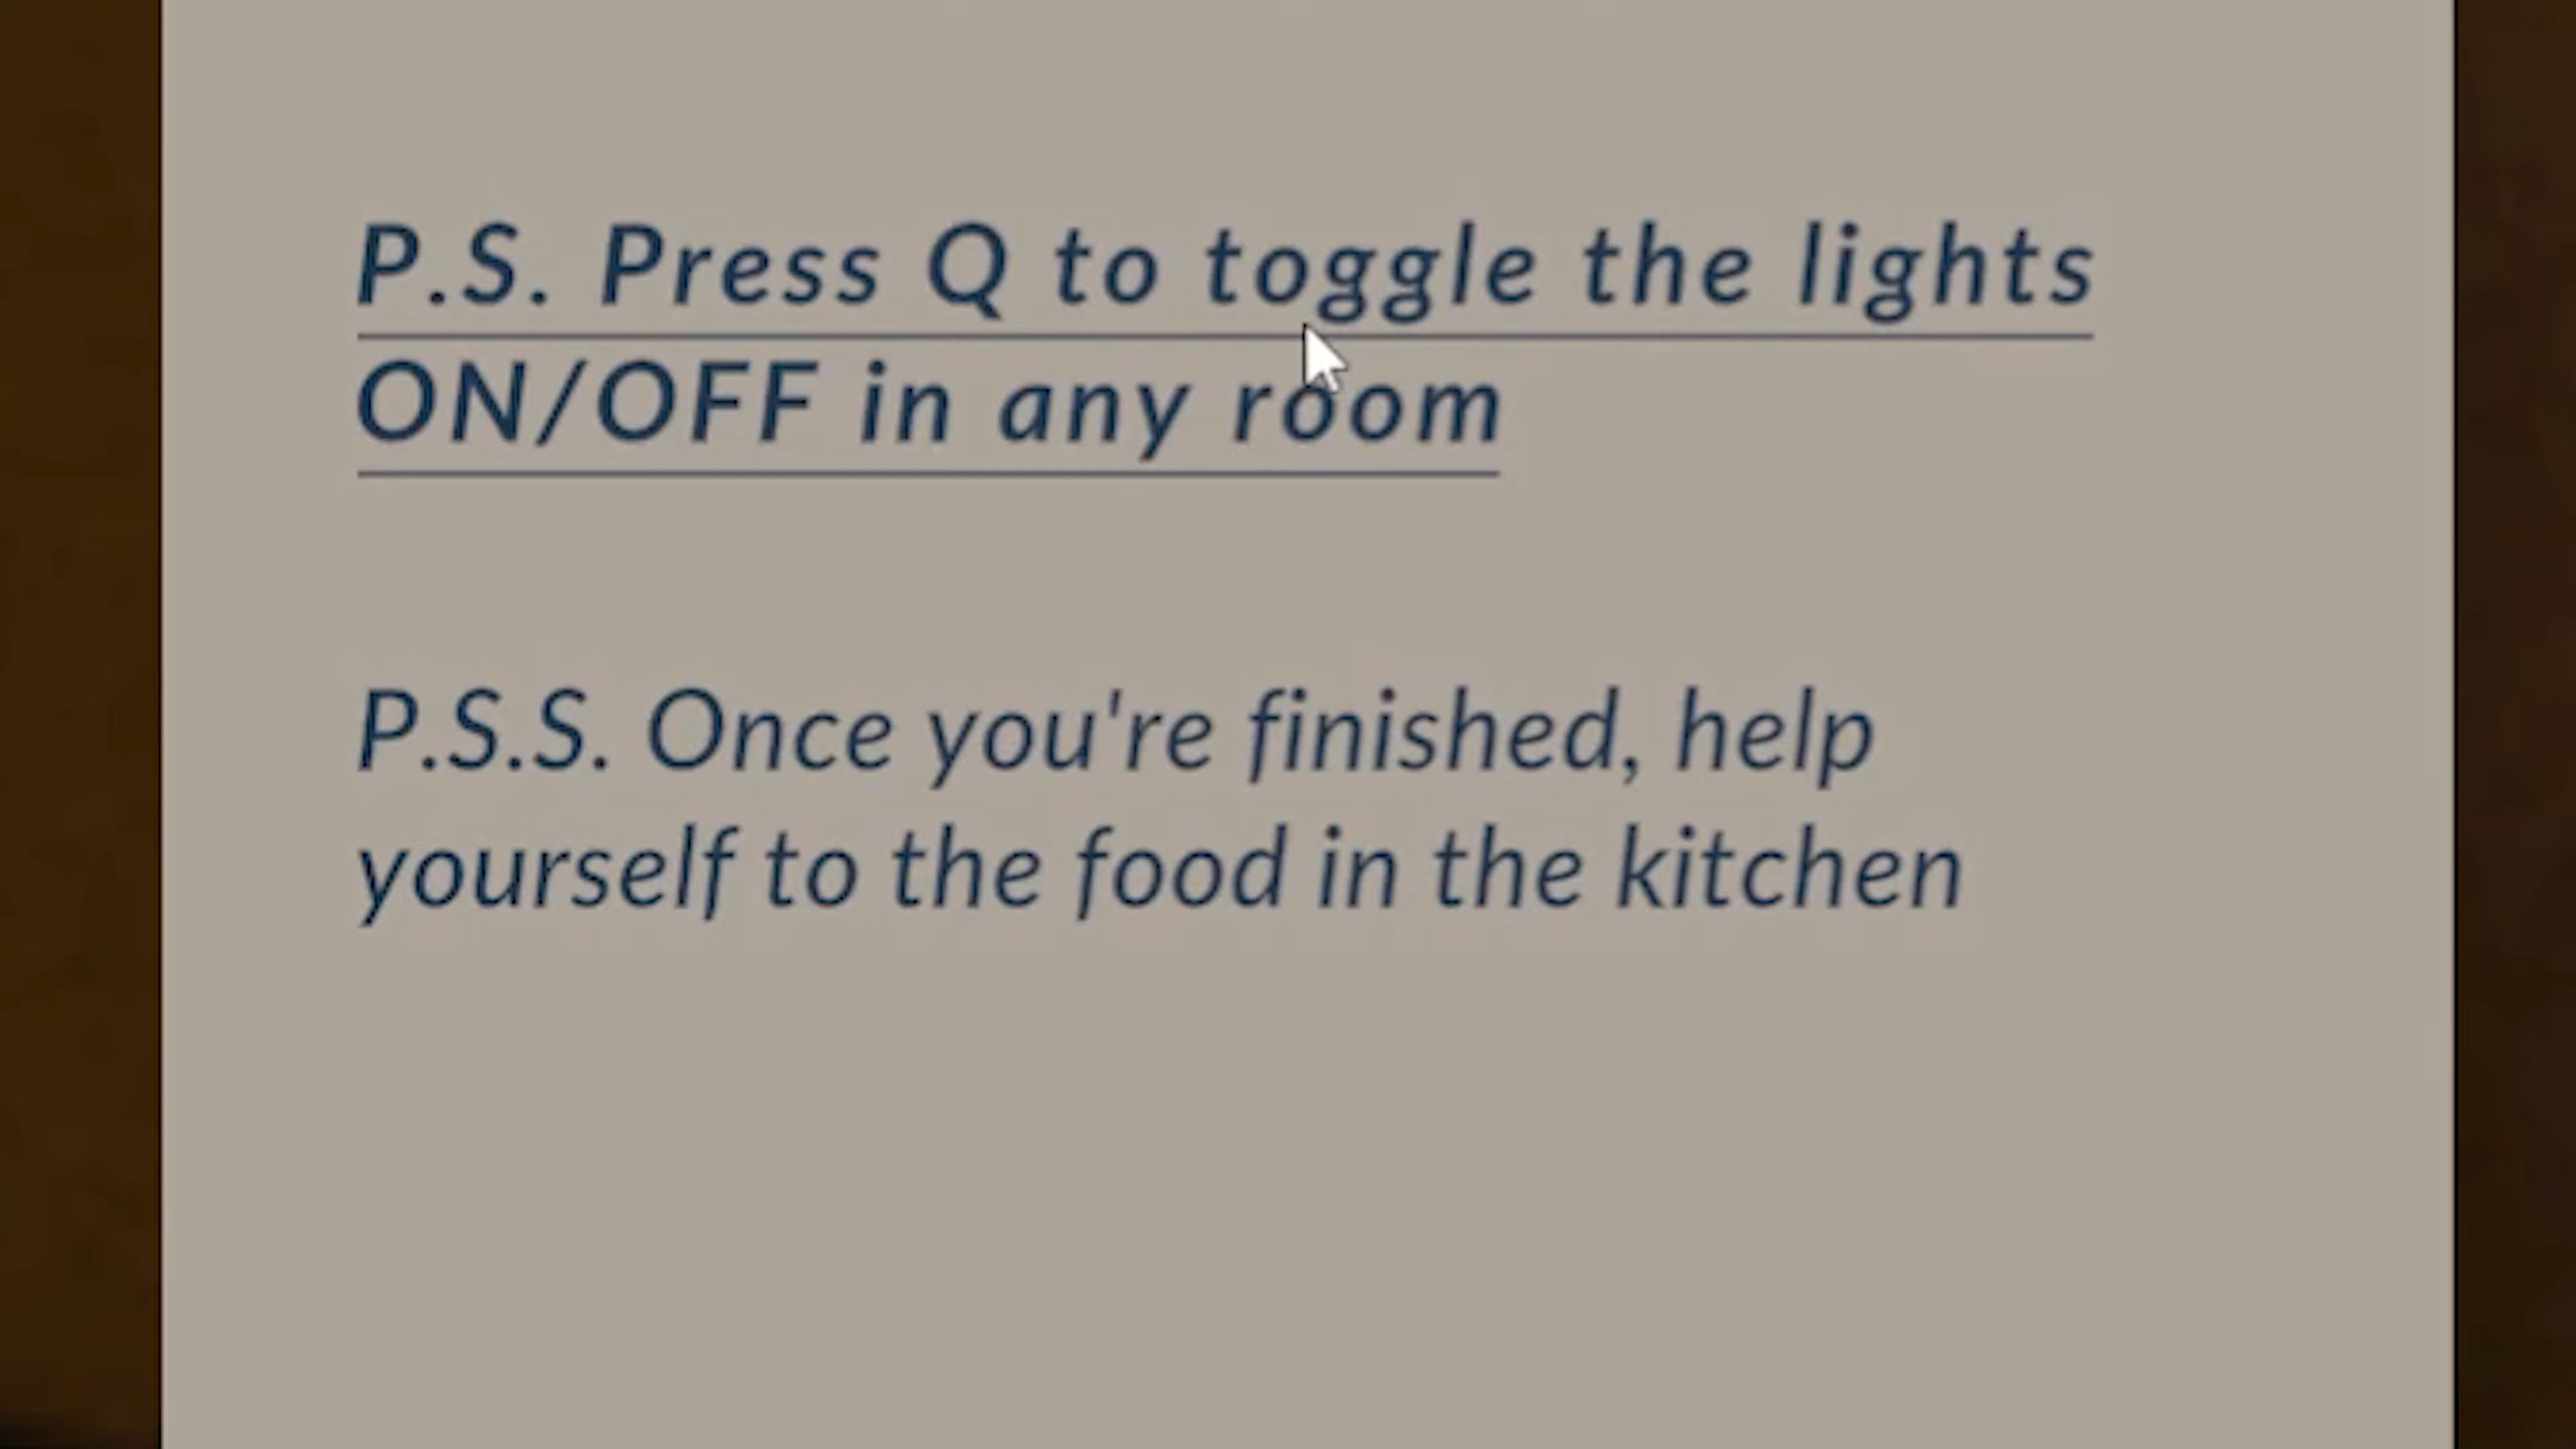 P.S. Press Q to toggle the lights
ON/OFF in any room
P.S.S. Once you're finished, help
yourself to the food in the kitchen